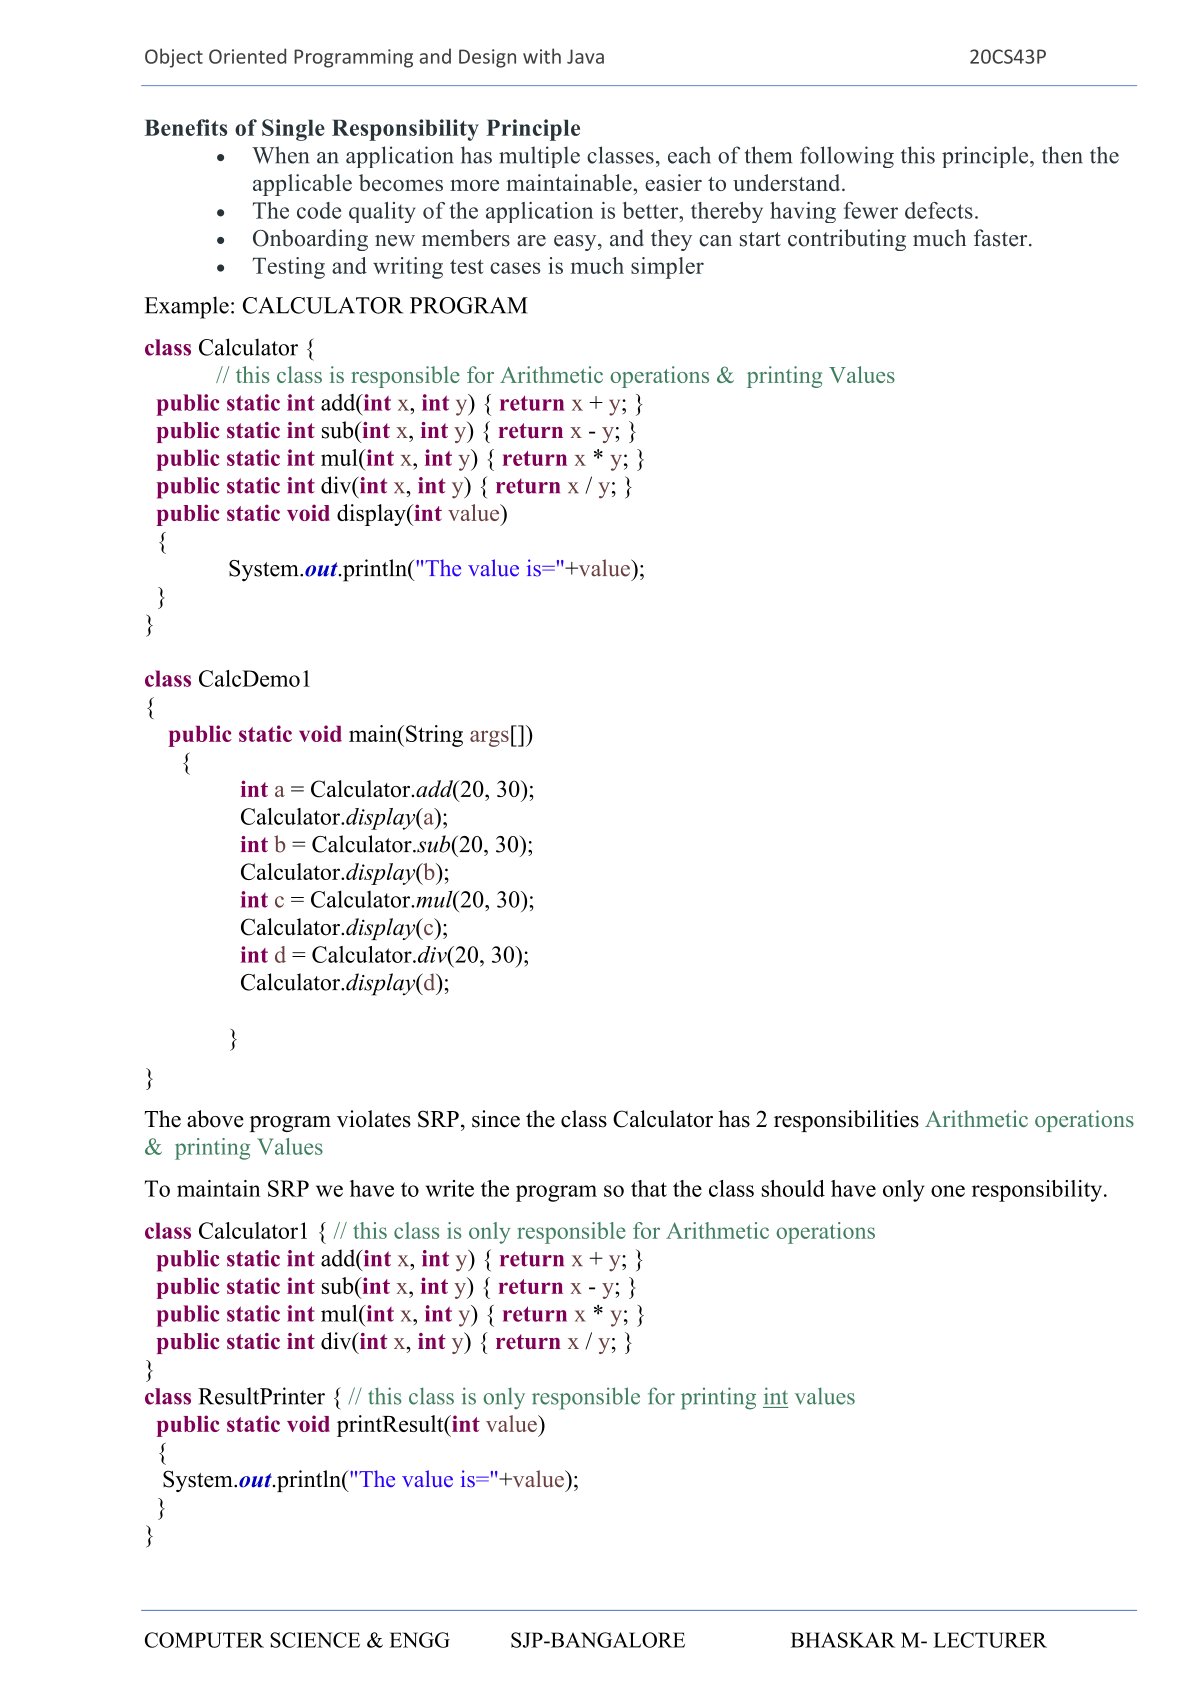 Object Oriented Programming and Design with Java 20CS43P
Benefits of Single Responsibility Principle
• When an application has multiple classes, each of them following this principle, then the
applicable becomes more maintainable, easier to understand.
• The code quality of the application is better, thereby having fewer defects.
• Onboarding new members are easy, and they can start contributing much faster.
• Testing and writing test cases is much simpler
Example: CALCULATOR PROGRAM
class Calculator {
// this class is responsible for Arithmetic operations &  printing Values
public static int add(int x, int y) { return x + y; }
public static int sub(int x, int y) { return x - y; }
public static int mul(int x, int y) { return x * y; }
public static int div(int x, int y) { return x / y; }
public static void display(int value)
{
System.out.println("The value is="+value);
}
}
class CalcDemo1
{
public static void main(String args[])
{
int a = Calculator.add(20, 30);
Calculator.display(a);
int b = Calculator.sub(20, 30);
Calculator.display(b);
int c = Calculator.mul(20, 30);
Calculator.display(c);
int d = Calculator.div(20, 30);
Calculator.display(d);
}
}
The above program violates SRP, since the class Calculator has 2 responsibilities Arithmetic operations
&  printing Values
To maintain SRP we have to write the program so that the class should have only one responsibility.
class Calculator1 { // this class is only responsible for Arithmetic operations
public static int add(int x, int y) { return x + y; }
public static int sub(int x, int y) { return x - y; }
public static int mul(int x, int y) { return x * y; }
public static int div(int x, int y) { return x / y; }
}
class ResultPrinter { // this class is only responsible for printing int values
public static void printResult(int value)
{
System.out.println("The value is="+value);
}
}
COMPUTER SCIENCE & ENGG SJP-BANGALORE BHASKAR M- LECTURER